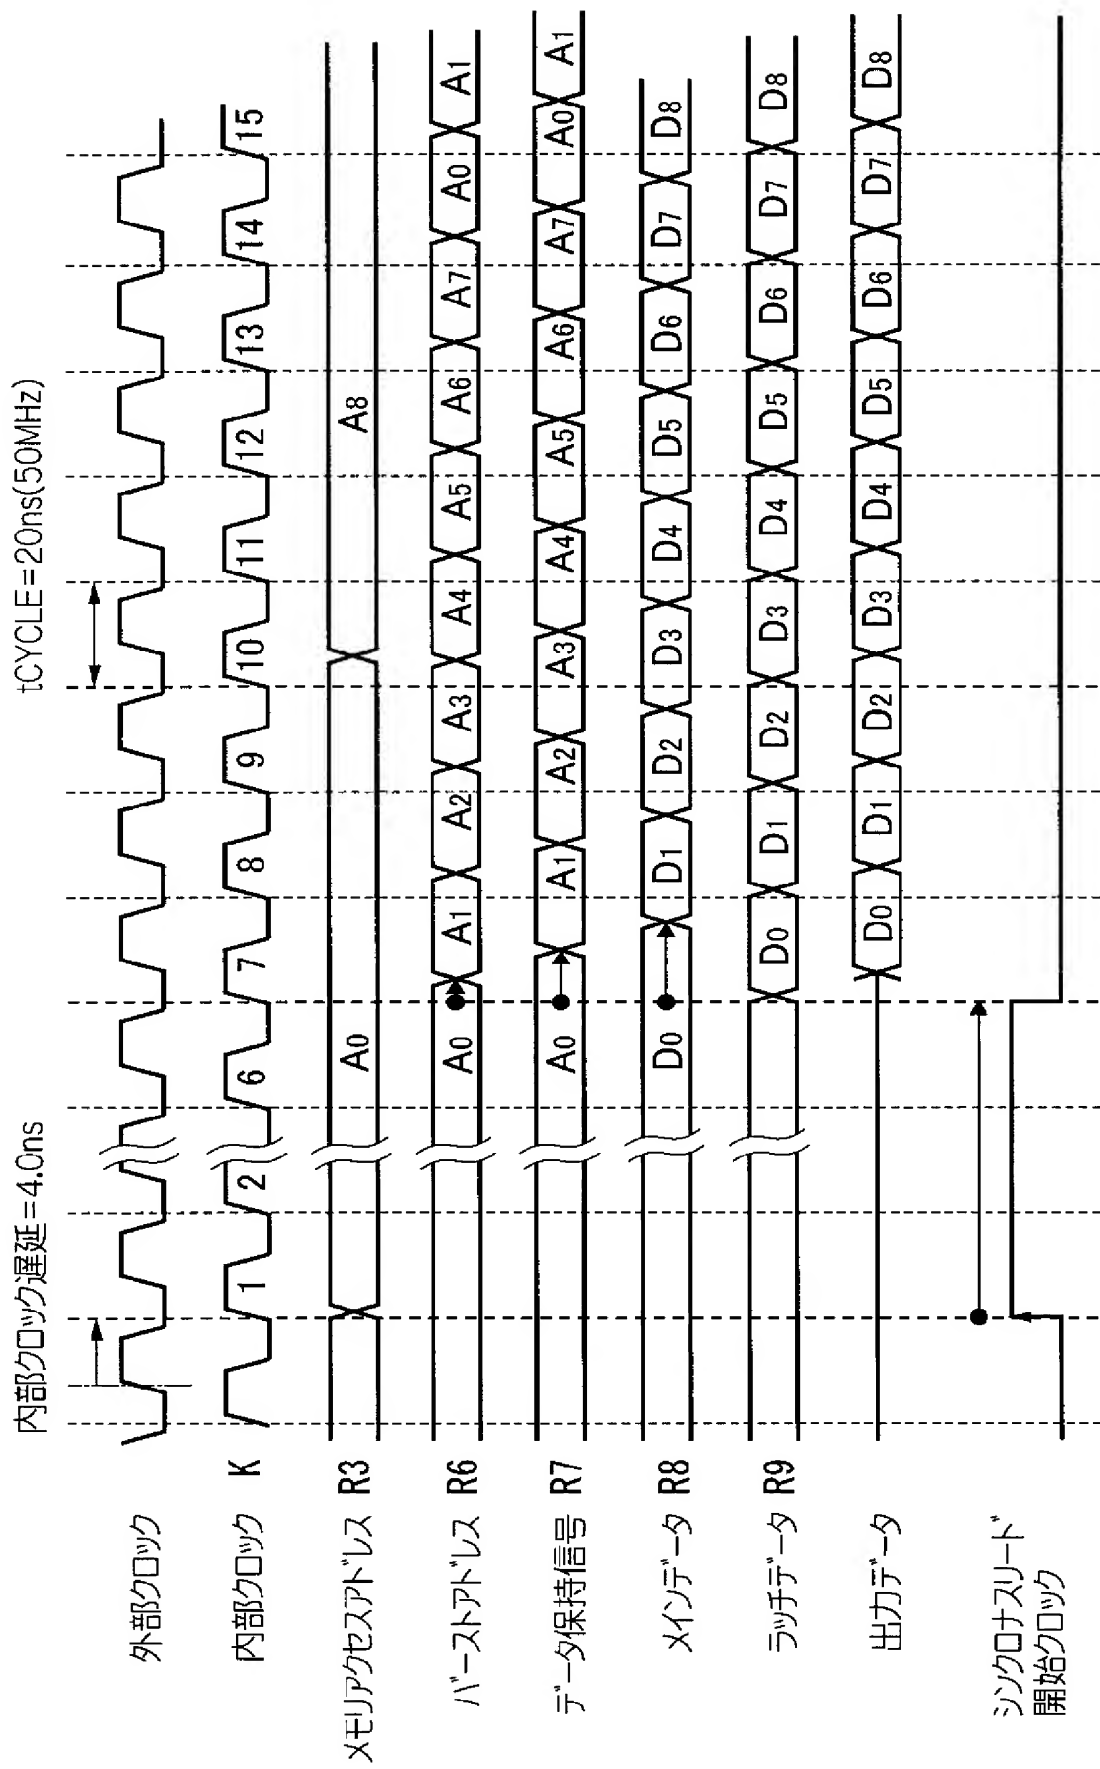 内部クロック遅延=4.0ns
tCYCLE=20ns(50MHz)
外部クロック
内部クロック K
1 2 6 7 8 9 10 11 12 13 14 15
メモリアクセスアドレス R3
A0 A8
バーストアドレス R6
A0 A1 A2 A3 A4 A5 A6 A7 A0 A1
データ保持信号 R7
A0 A1 A2 A3 A4 A5 A6 A7 A0 A1
メインデータ R8
D0 D1 D2 D3 D4 D5 D6 D7 D8
ラッチデータ R9
D0 D1 D2 D3 D4 D5 D6 D7 D8
出力データ
D0 D1 D2 D3 D4 D5 D6 D7 D8
シンクロナスリード
開始クロック